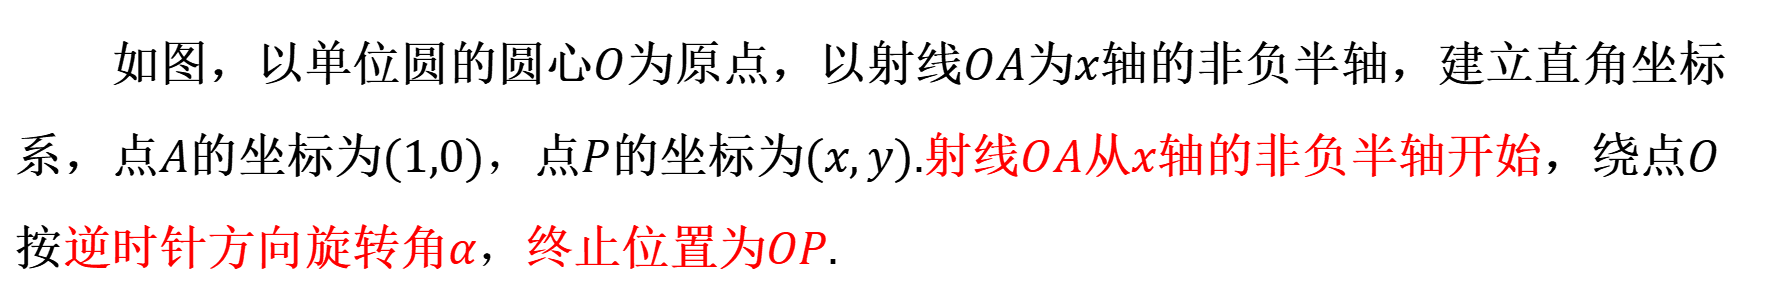 如图，以单位圆的圆心O为原点，以射线OA为x轴的非负半轴，建立直角坐标
系，点A的坐标为(1,0)，点P的坐标为(x, y).射线OA从x轴的非负半轴开始，绕点O
按逆时针方向旋转角α，终止位置为OP.